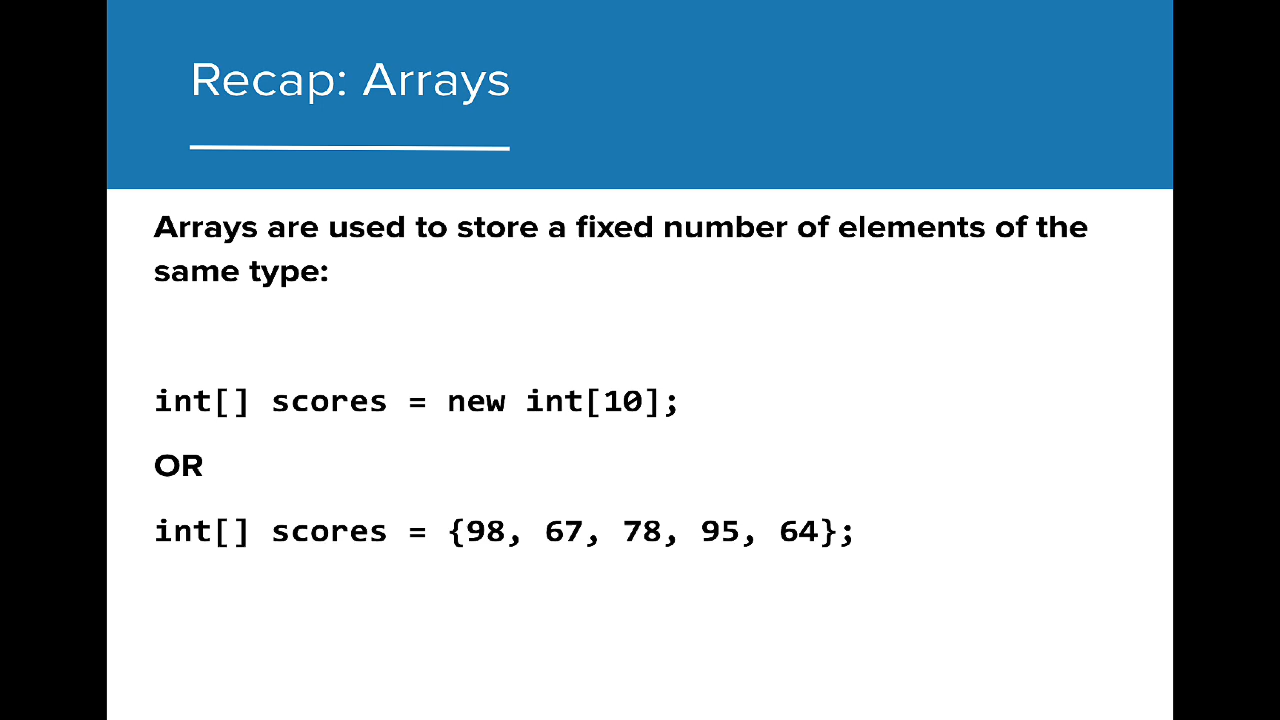 Recap: Arrays
Arrays are used to store a fixed number of elements of the
same type:
int[] scores = new int[10];
OR
int[] scores = {98, 67, 78, 95, 64};